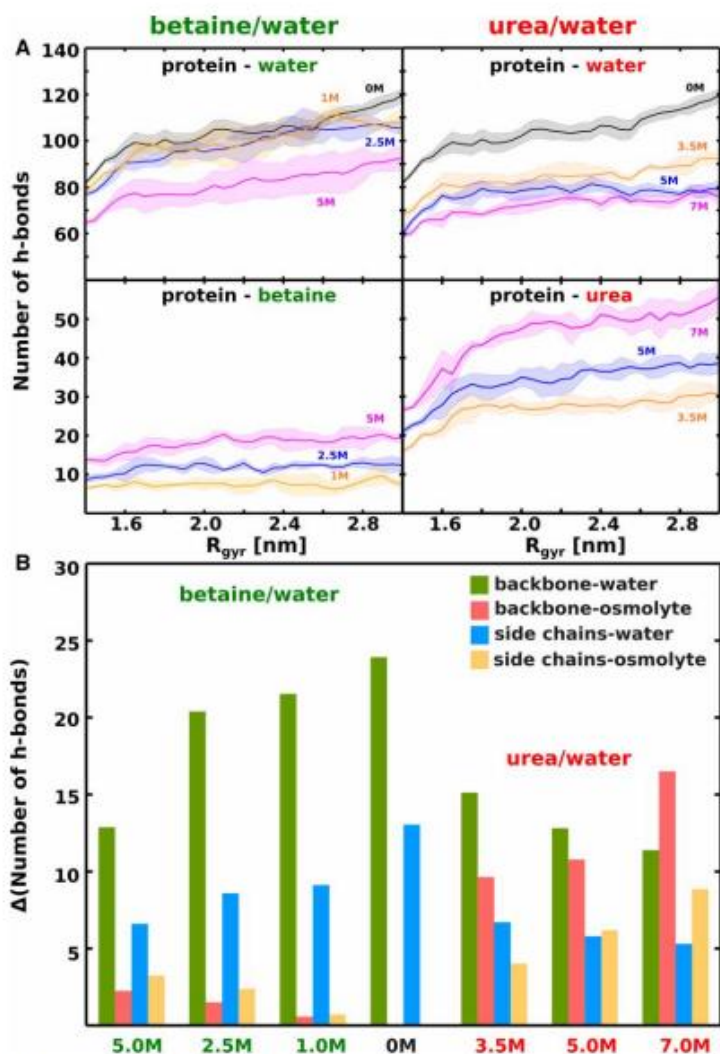 betaine/water urea/water
A
140
120
100
80
60
Number of h-bonds
protein - water
1M
0M
2.5M
5M
protein - water
0M
3.5M
5M
7M
50
40
30
20
10
protein - betaine
5M
2.5M
1M
protein - urea
7M
5M
3.5M
1.6 2.0 2.4 2.8 1.6 2.0 2.4 2.8
Rgyr [nm] Rgyr [nm]
B
30
25
20
15
10
5
Δ(Number of h-bonds)
betaine/water
backbone-water
backbone-osmolyte
side chains-water
side chains-osmolyte
urea/water
5.0M 2.5M 1.0M 0M 3.5M 5.0M 7.0M